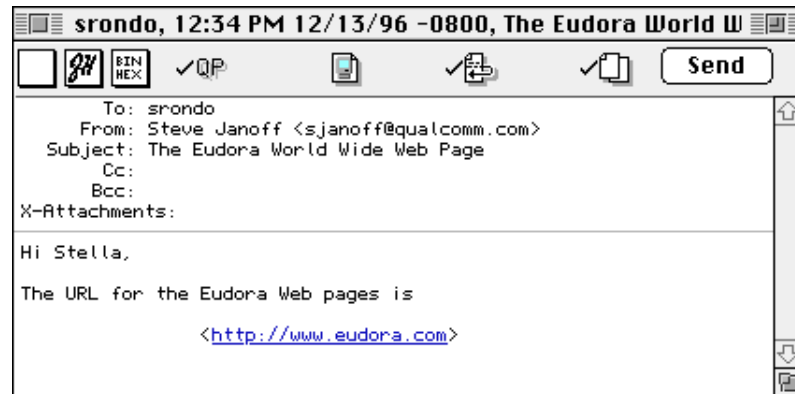 srondo, 12:34 PM 12/13/96 -0800, The Eudora World W
JH BIN HEX QP Send
To: srondo
From: Steve Janoff <sjanoff@qualcomm.com>
Subject: The Eudora World Wide Web Page
Cc:
Bcc:
X-Attachments:
Hi Stella,
The URL for the Eudora Web pages is
<http://www.eudora.com>